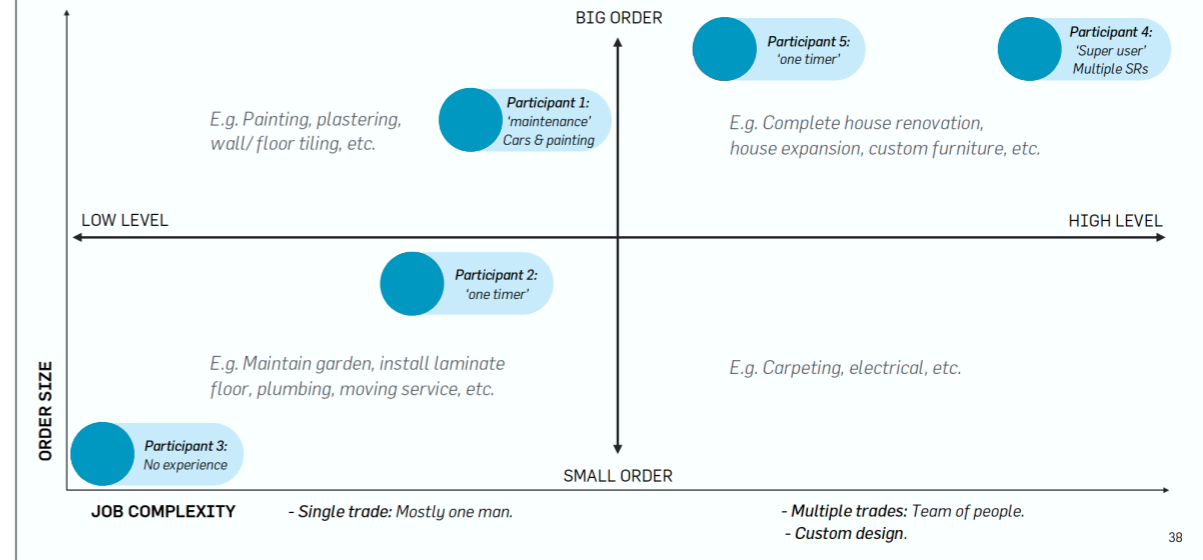 BIG ORDER
Participant 5:
‘one timer’
Participant 4:
‘Super user’
Multiple SRs
Participant 1:
‘maintenance’
Cars & painting
E.g. Painting, plastering,
wall/ floor tiling, etc.
E.g. Complete house renovation,
house expansion, custom furniture, etc.
LOW LEVEL
HIGH LEVEL
Participant 2:
‘one timer’
E.g. Maintain garden, install laminate
floor, plumbing, moving service, etc.
E.g. Carpeting, electrical, etc.
ORDER SIZE
Participant 3:
No experience
SMALL ORDER
JOB COMPLEXITY
- Single trade: Mostly one man.
- Multiple trades: Team of people.
- Custom design.
38